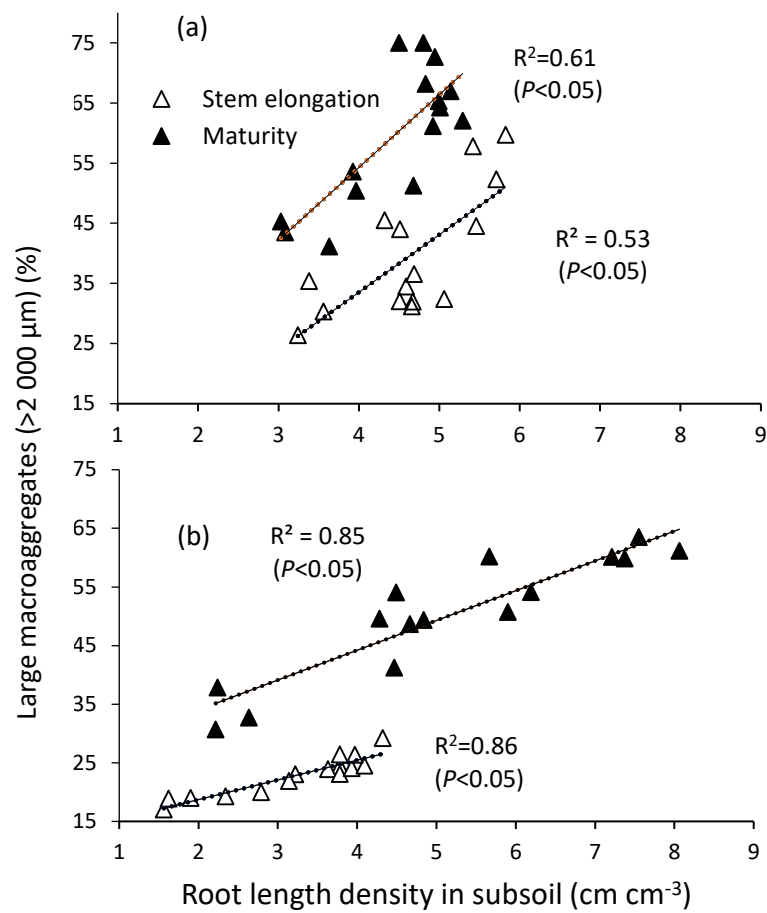 (a)
R²=0.61
(P<0.05)
Stem elongation
Maturity
R² = 0.53
(P<0.05)
75
65
55
45
35
25
15
1 2 3 4 5 6 7 8 9
Large macroaggregates (>2 000 µm) (%)
(b)
R² = 0.85
(P<0.05)
R²=0.86
(P<0.05)
75
65
55
45
35
25
15
1 2 3 4 5 6 7 8 9
Root length density in subsoil (cm cm⁻³)